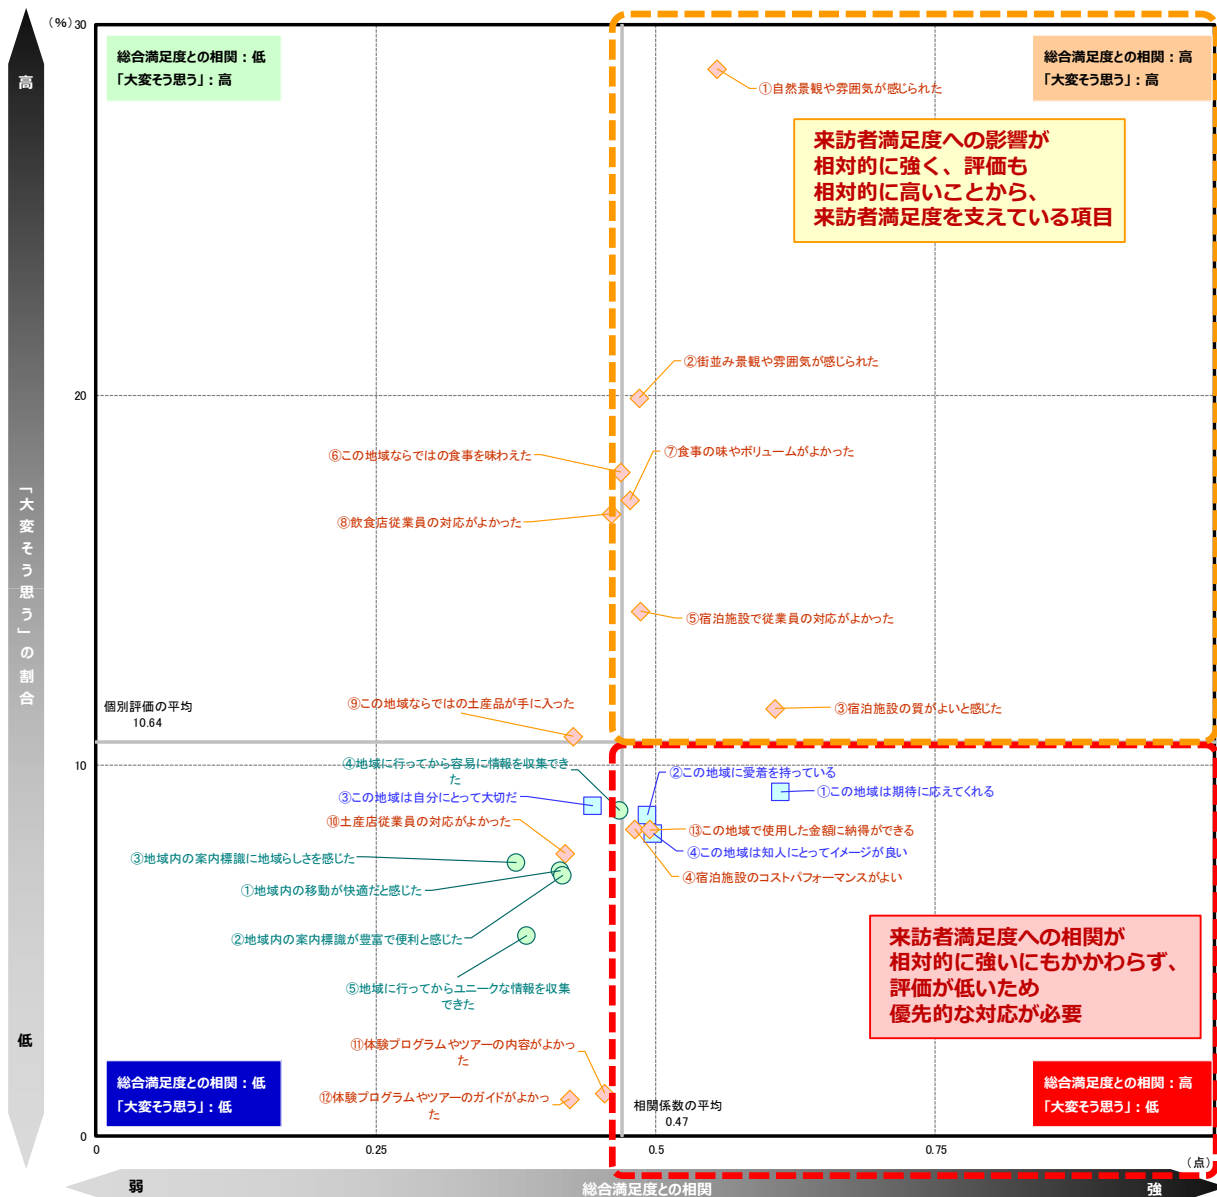 (%) 30
高
総合満足度との相関：低
「大変そう思う」：高
総合満足度との相関：高
「大変そう思う」：高
①自然景観や雰囲気が感じられた
来訪者満足度への影響が
相対的に強く、評価も
相対的に高いことから、
来訪者満足度を支えている項目
②街並み景観や雰囲気が感じられた
20
⑥この地域ならではの食事を味わえた
⑦食事の味やボリュームがよかった
⑧飲食店従業員の対応がよかった
「大変そう思う」の割合
⑤宿泊施設で従業員の対応がよかった
⑨この地域ならではの土産品が手に入った
個別評価の平均
10.64
③宿泊施設の質がよいと感じた
10
④地域に行ってから容易に情報を収集でき
た
②この地域に愛着を持っている
③この地域は自分にとって大切だ
①この地域は期待に応えてくれる
⑩土産店従業員の対応がよかった
⑬この地域で使用した金額に納得ができる
③地域内の案内標識に地域らしさを感じた
④この地域は知人にとってイメージが良い
①地域内の移動が快適だと感じた
④宿泊施設のコストパフォーマンスがよい
②地域内の案内標識が豊富で便利と感じた
⑤地域に行ってからユニークな情報を収集
できた
来訪者満足度への相関が
相対的に強いにもかかわらず、
評価が低いため
優先的な対応が必要
低
⑪体験プログラムやツアーの内容がよかっ
た
⑫体験プログラムやツアーのガイドがよかっ
た
総合満足度との相関：低
「大変そう思う」：低
総合満足度との相関：高
「大変そう思う」：低
相関係数の平均
0.47
0
0
0.25
0.5
0.75
(点)
弱
総合満足度との相関
強